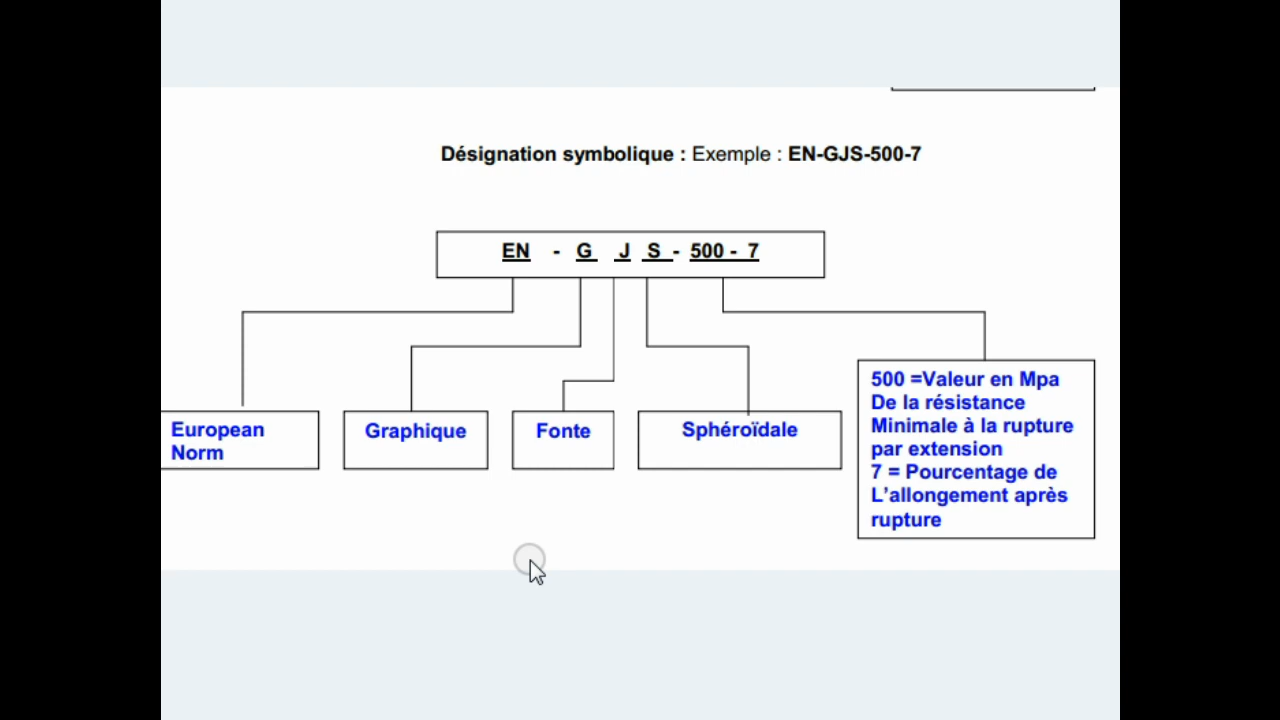 Désignation symbolique : Exemple : EN-GJS-500-7
EN - G J S - 500 - 7
European
Norm
Graphique
Fonte
Sphéroïdale
500 =Valeur en Mpa
De la résistance
Minimale à la rupture
par extension
7 = Pourcentage de
L’allongement après
rupture